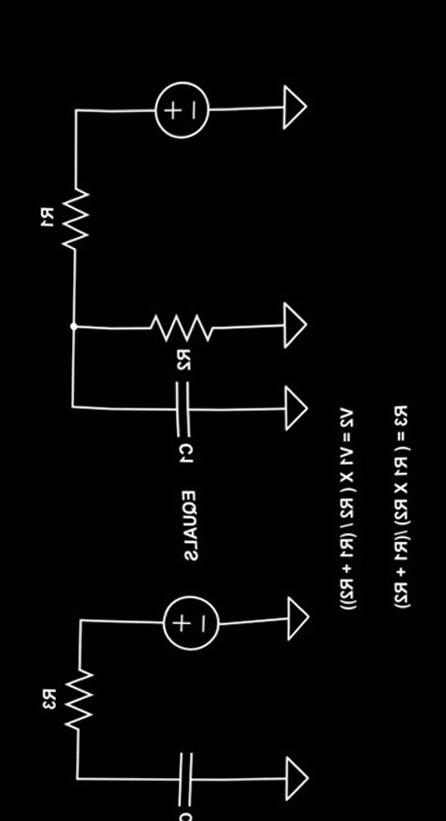 R1
R2
C1
EQUALS
R3
C
V2 = V1 X ( R2 / (R1 + R2))
R3 = ( R1 X R2) /(R1 + R2)